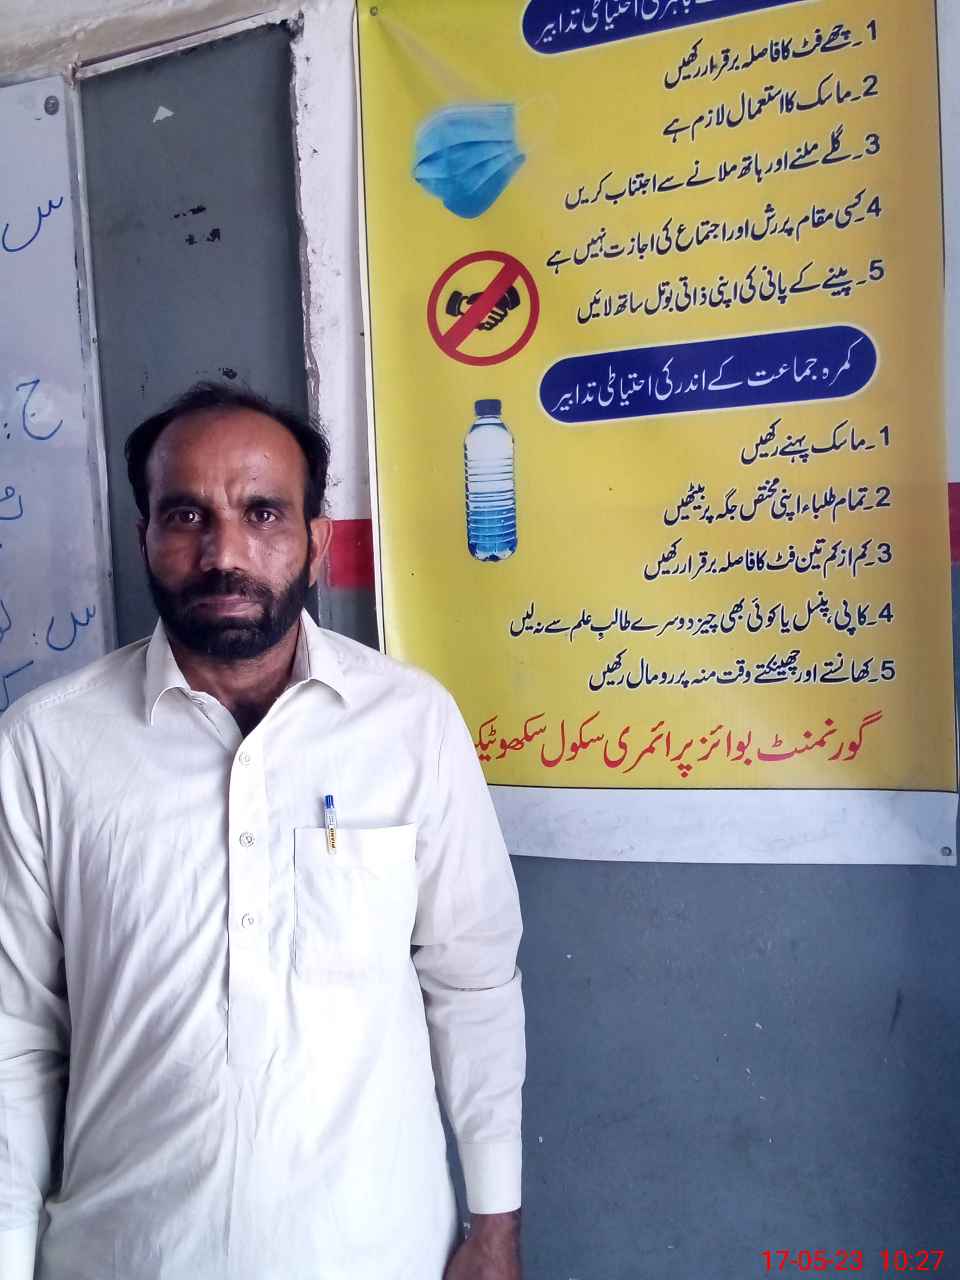 باہر کی احتیاطی تدابیر
1۔ چھے فٹ کا فاصلہ برقرار رکھیں
2۔ ماسک کا استعمال لازم ہے
3۔ گلے ملنے اور ہاتھ ملانے سے اجتناب کریں
4۔ کسی مقام پر رش اور اجتماع کی اجازت نہیں ہے
5۔ پینے کے پانی کی اپنی ذاتی بوتل ساتھ لائیں
کمرہ جماعت کے اندر کی احتیاطی تدابیر
1۔ ماسک پہنے رکھیں
2۔ تمام طلباء اپنی مختص جگہ پر بیٹھیں
3۔ کم از کم تین فٹ کا فاصلہ برقرار رکھیں
4۔ کاپی، پنسل یا کوئی بھی چیز دوسرے طالب علم سے نہ لیں
5۔ کھانستے اور چھینکتے وقت منہ پر رومال رکھیں
گورنمنٹ بوائز پرائمری سکول
س
ج:
س:
PIANO
17-05-23 10:27